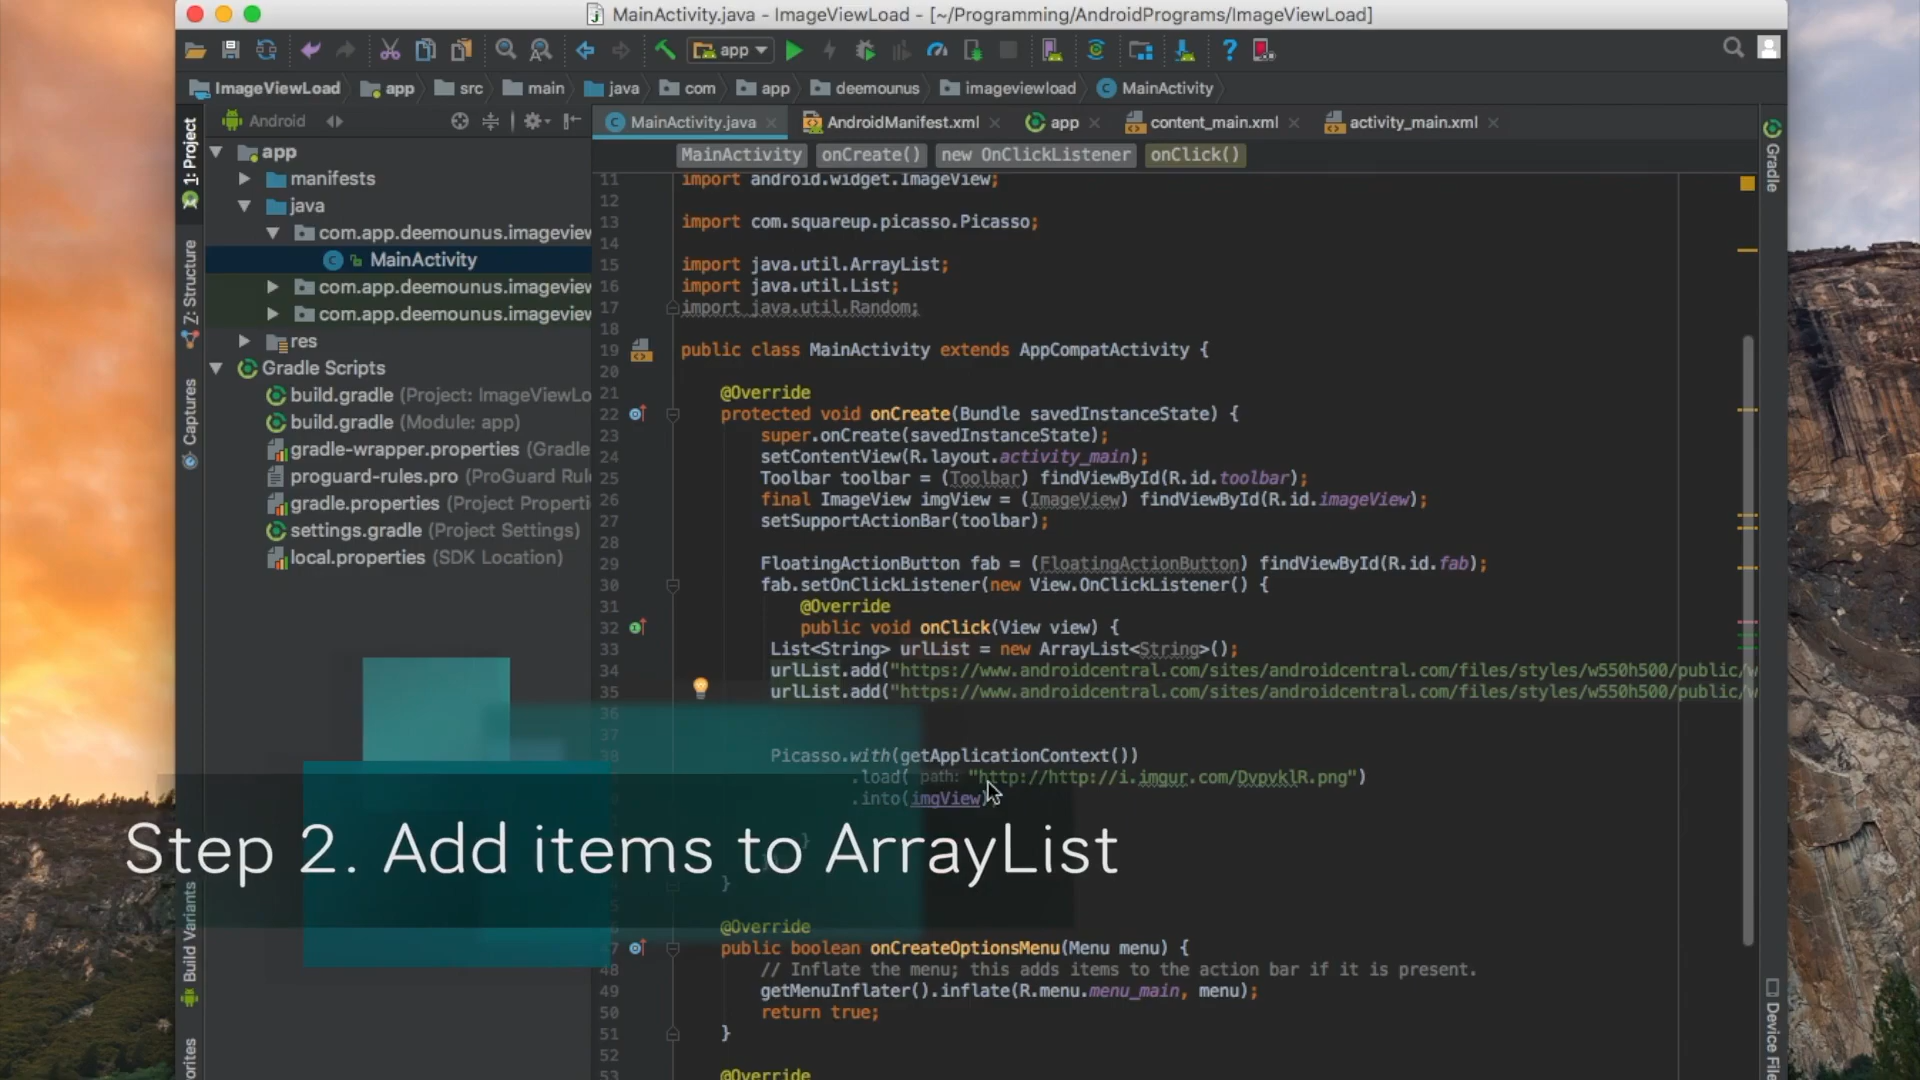 MainActivity.java - ImageViewLoad - [~/Programming/AndroidPrograms/ImageViewLoad]
app
ImageViewLoad app src main java com app deemounus imageviewload MainActivity
Android
MainActivity.java AndroidManifest.xml app content_main.xml activity_main.xml
MainActivity onCreate() new OnClickListener onClick()
1: Project
Z: Structure
Captures
Build Variants
Gradle
app
manifests
java
com.app.deemounus.imageview
MainActivity
com.app.deemounus.imageview
com.app.deemounus.imageview
res
Gradle Scripts
build.gradle (Project: ImageViewLo
build.gradle (Module: app)
gradle-wrapper.properties (Gradle
proguard-rules.pro (ProGuard Rul
gradle.properties (Project Properti
settings.gradle (Project Settings)
local.properties (SDK Location)
11 import android.widget.ImageView;
12
13 import com.squareup.picasso.Picasso;
14
15 import java.util.ArrayList;
16 import java.util.List;
17 import java.util.Random;
18
19 public class MainActivity extends AppCompatActivity {
20
21 @Override
22 protected void onCreate(Bundle savedInstanceState) {
23 super.onCreate(savedInstanceState);
24 setContentView(R.layout.activity_main);
25 Toolbar toolbar = (Toolbar) findViewById(R.id.toolbar);
26 final ImageView imgView = (ImageView) findViewById(R.id.imageView);
27 setSupportActionBar(toolbar);
28
29 FloatingActionButton fab = (FloatingActionButton) findViewById(R.id.fab);
30 fab.setOnClickListener(new View.OnClickListener() {
31 @Override
32 public void onClick(View view) {
33 List<String> urlList = new ArrayList<String>();
34 urlList.add("https://www.androidcentral.com/sites/androidcentral.com/files/styles/w550h500/public/w
35 urlList.add("https://www.androidcentral.com/sites/androidcentral.com/files/styles/w550h500/public/w
36
37
38 Picasso.with(getApplicationContext())
.load( path: "http://http://i.imgur.com/DvpvklR.png")
.into(imgView)
}
Step 2. Add items to ArrayList
}
@Override
47 public boolean onCreateOptionsMenu(Menu menu) {
48 // Inflate the menu; this adds items to the action bar if it is present.
49 getMenuInflater().inflate(R.menu.menu_main, menu);
50 return true;
51 }
52
53 @Override